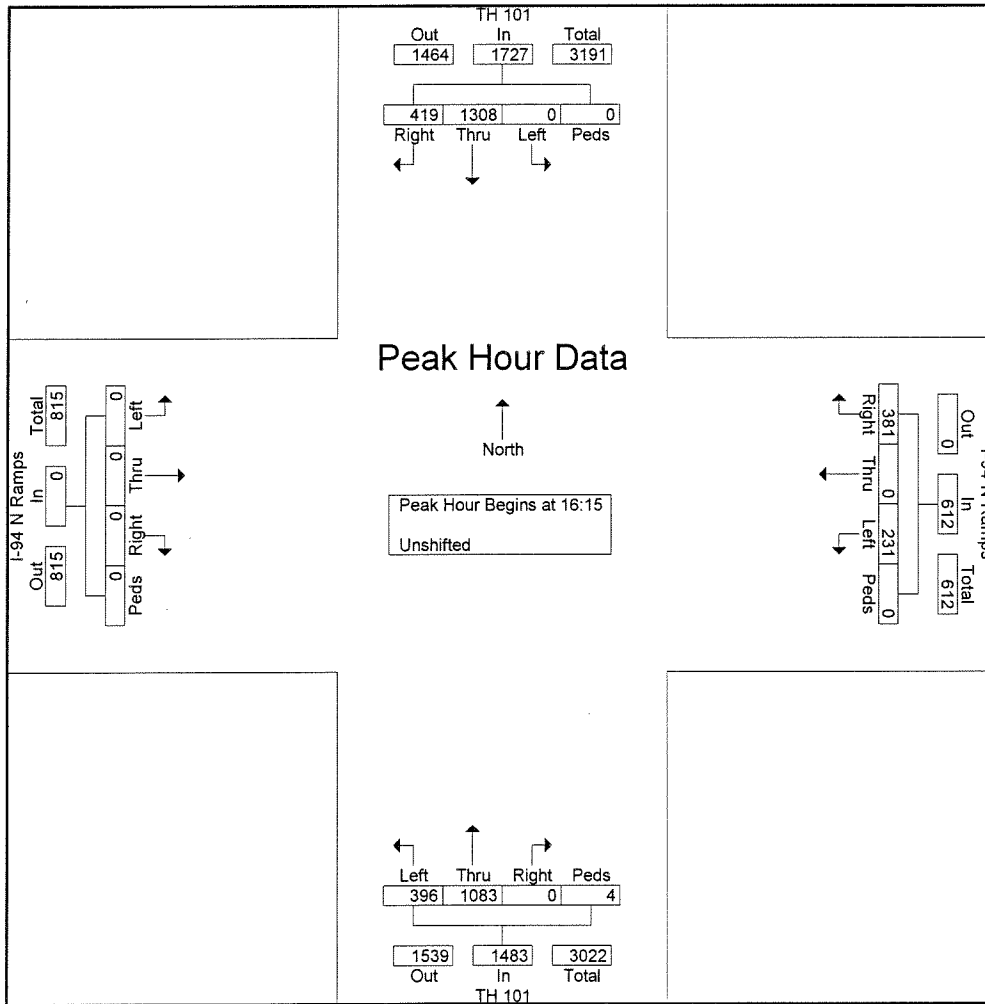 TH 101
Out In Total
1464 1727 3191
419 1308 0 0
Right Thru Left Peds
Peak Hour Data
North
Peak Hour Begins at 16:15
Unshifted
I-94 N Ramps
Out In Total
815 0 815
0 0 0 0
Left Thru Right Peds
Right Thru Left Peds
381 0 231 0
Out In Total
0 612 612
I-94 N Ramps
Left Thru Right Peds
396 1083 0 4
1539 1483 3022
Out In Total
TH 101